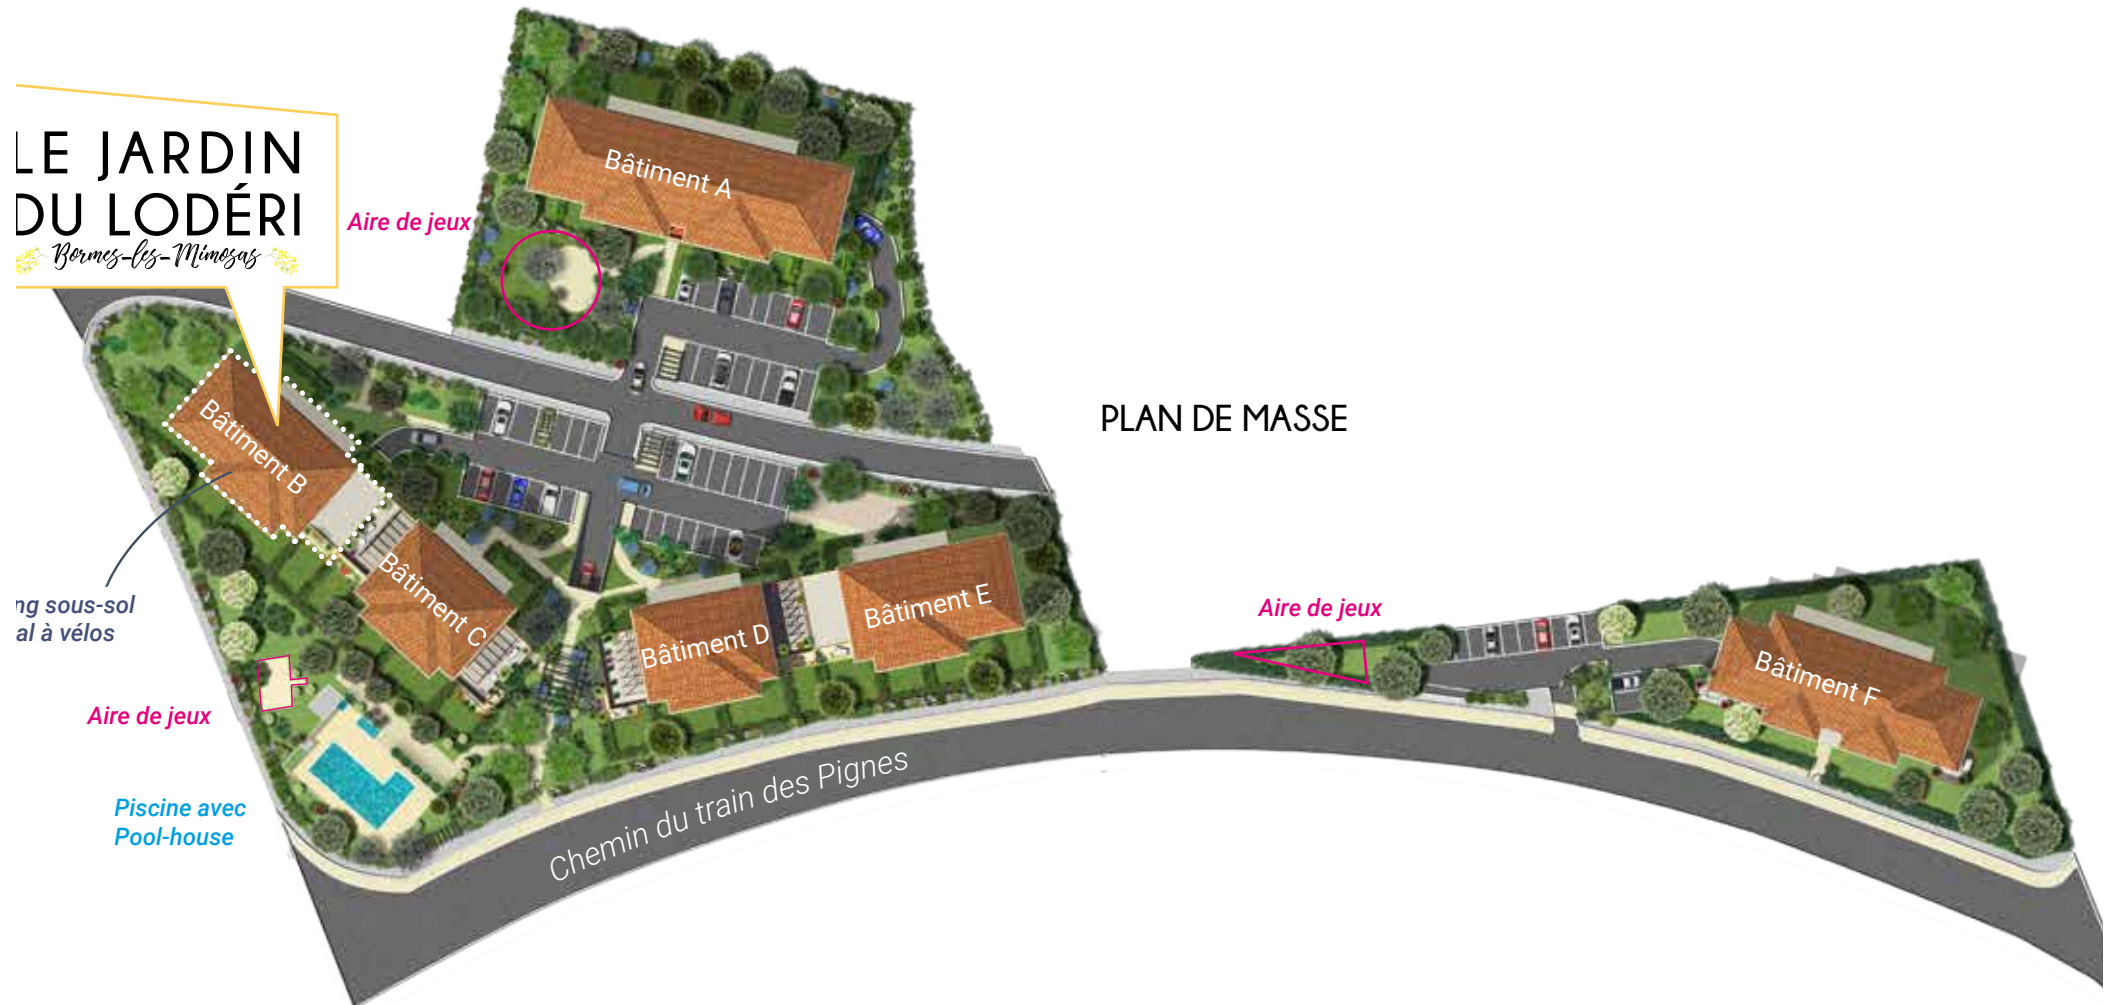 LE JARDIN
DU LODÉRI
Bormes-les-Mimosas
Aire de jeux
Bâtiment A
PLAN DE MASSE
Bâtiment B
ng sous-sol
al à vélos
Bâtiment C
Bâtiment D
Bâtiment E
Aire de jeux
Bâtiment F
Aire de jeux
Piscine avec
Pool-house
Chemin du train des Pignes